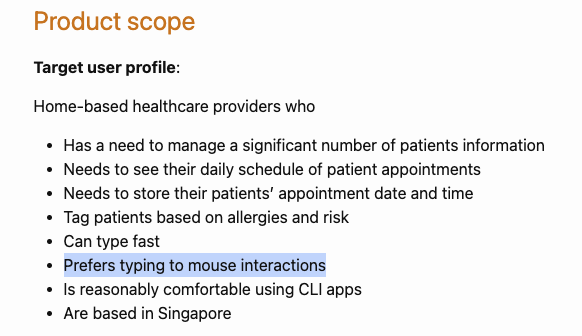 Product scope
Target user profile:
Home-based healthcare providers who
• Has a need to manage a significant number of patients information
• Needs to see their daily schedule of patient appointments
• Needs to store their patients’ appointment date and time
• Tag patients based on allergies and risk
• Can type fast
• Prefers typing to mouse interactions
• Is reasonably comfortable using CLI apps
• Are based in Singapore